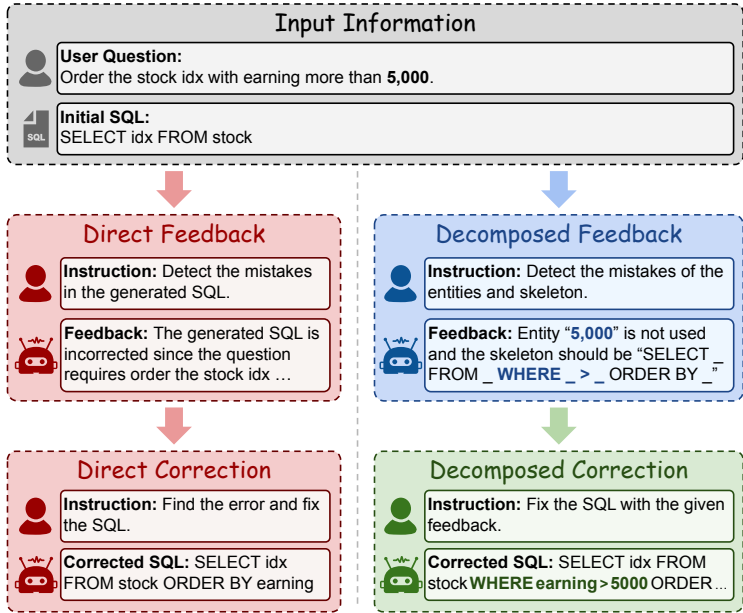 Input Information
User Question:
Order the stock idx with earning more than 5,000.
SQL
Initial SQL:
SELECT idx FROM stock
Direct Feedback
Instruction: Detect the mistakes
in the generated SQL.
Feedback: The generated SQL is
incorrected since the question
requires order the stock idx ...
Direct Correction
Instruction: Find the error and fix
the SQL.
Corrected SQL: SELECT idx
FROM stock ORDER BY earning
Decomposed Feedback
Instruction: Detect the mistakes of the
entities and skeleton.
Feedback: Entity “5,000” is not used
and the skeleton should be “SELECT _
FROM _ WHERE _ > _ ORDER BY _”
Decomposed Correction
Instruction: Fix the SQL with the given
feedback.
Corrected SQL: SELECT idx FROM
stock WHERE earning > 5000 ORDER ...